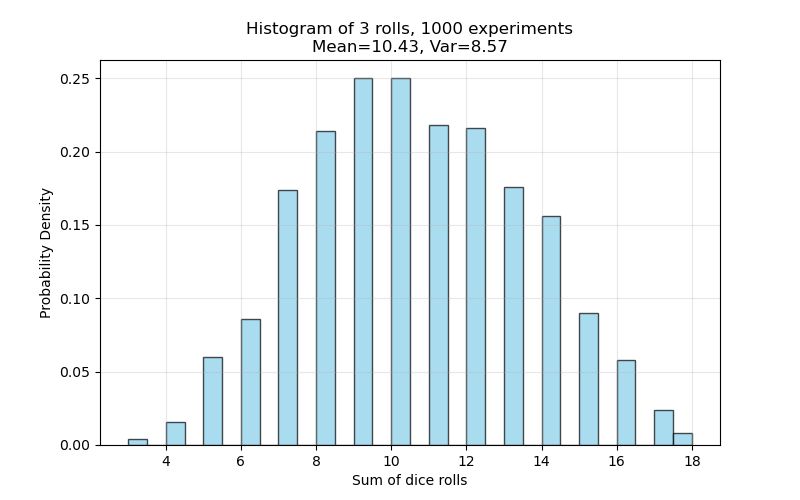 Histogram of 3 rolls, 1000 experiments
Mean=10.43, Var=8.57
Probability Density
0.25
0.20
0.15
0.10
0.05
0.00
4 6 8 10 12 14 16 18
Sum of dice rolls